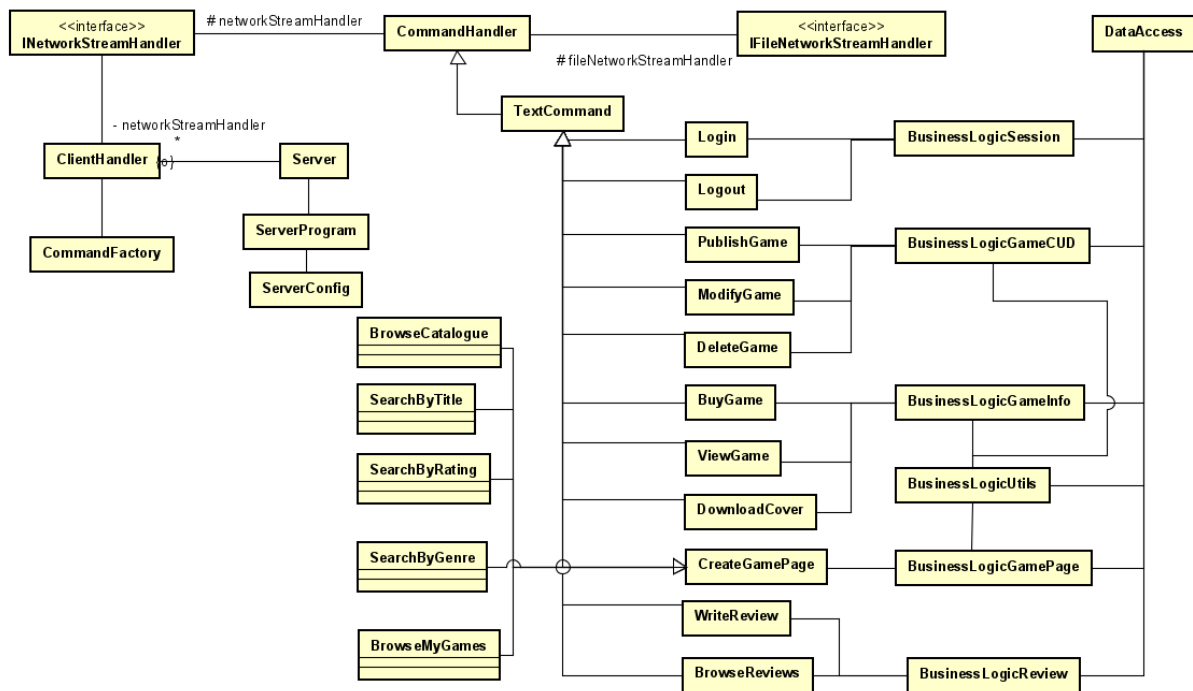 <<interface>>
INetworkStreamHandler
# networkStreamHandler
CommandHandler
<<interface>>
IFileNetworkStreamHandler
DataAccess
# fileNetworkStreamHandler
TextCommand
- networkStreamHandler
*
ClientHandler
{o}
Server
Login
BusinessLogicSession
Logout
CommandFactory
ServerProgram
PublishGame
BusinessLogicGameCUD
ServerConfig
ModifyGame
BrowseCatalogue
DeleteGame
SearchByTitle
BuyGame
BusinessLogicGameInfo
SearchByRating
ViewGame
BusinessLogicUtils
DownloadCover
SearchByGenre
CreateGamePage
BusinessLogicGamePage
WriteReview
BrowseMyGames
BrowseReviews
BusinessLogicReview